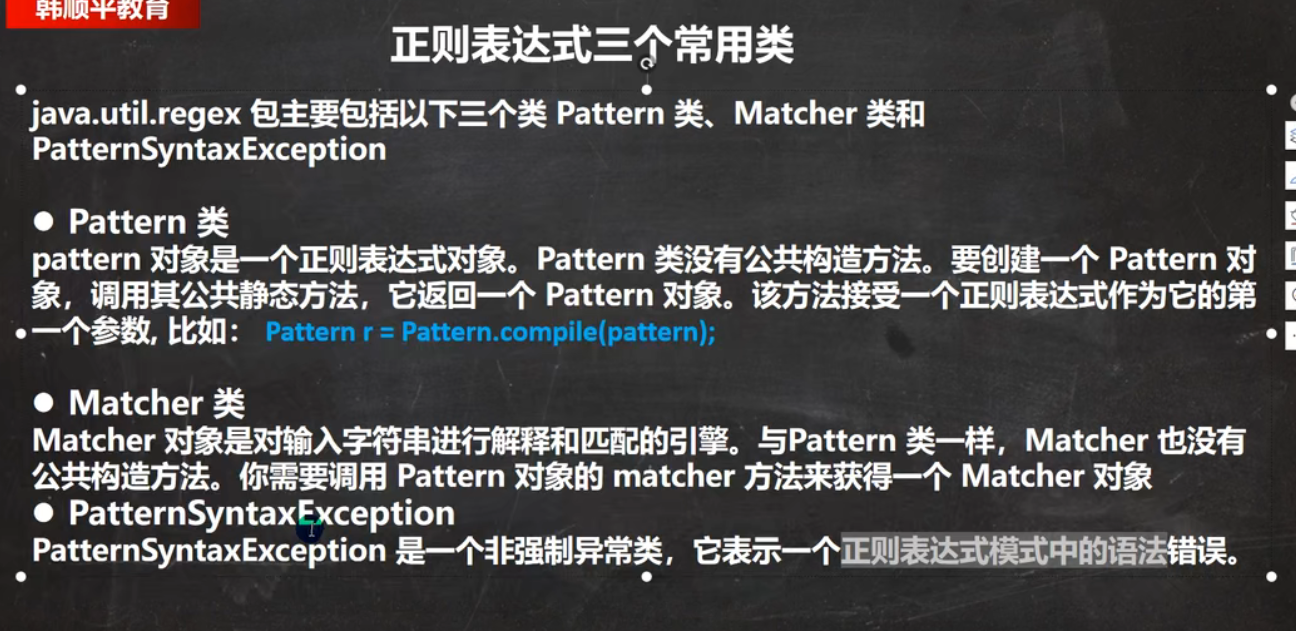 韩顺平教育
正则表达式三个常用类
java.util.regex 包主要包括以下三个类 Pattern 类、Matcher 类和
PatternSyntaxException
● Pattern 类
pattern 对象是一个正则表达式对象。Pattern 类没有公共构造方法。要创建一个 Pattern 对
象，调用其公共静态方法，它返回一个 Pattern 对象。该方法接受一个正则表达式作为它的第
一个参数, 比如： Pattern r = Pattern.compile(pattern);
● Matcher 类
Matcher 对象是对输入字符串进行解释和匹配的引擎。与Pattern 类一样，Matcher 也没有
公共构造方法。你需要调用 Pattern 对象的 matcher 方法来获得一个 Matcher 对象
● PatternSyntaxException
PatternSyntaxException 是一个非强制异常类，它表示一个正则表达式模式中的语法错误。